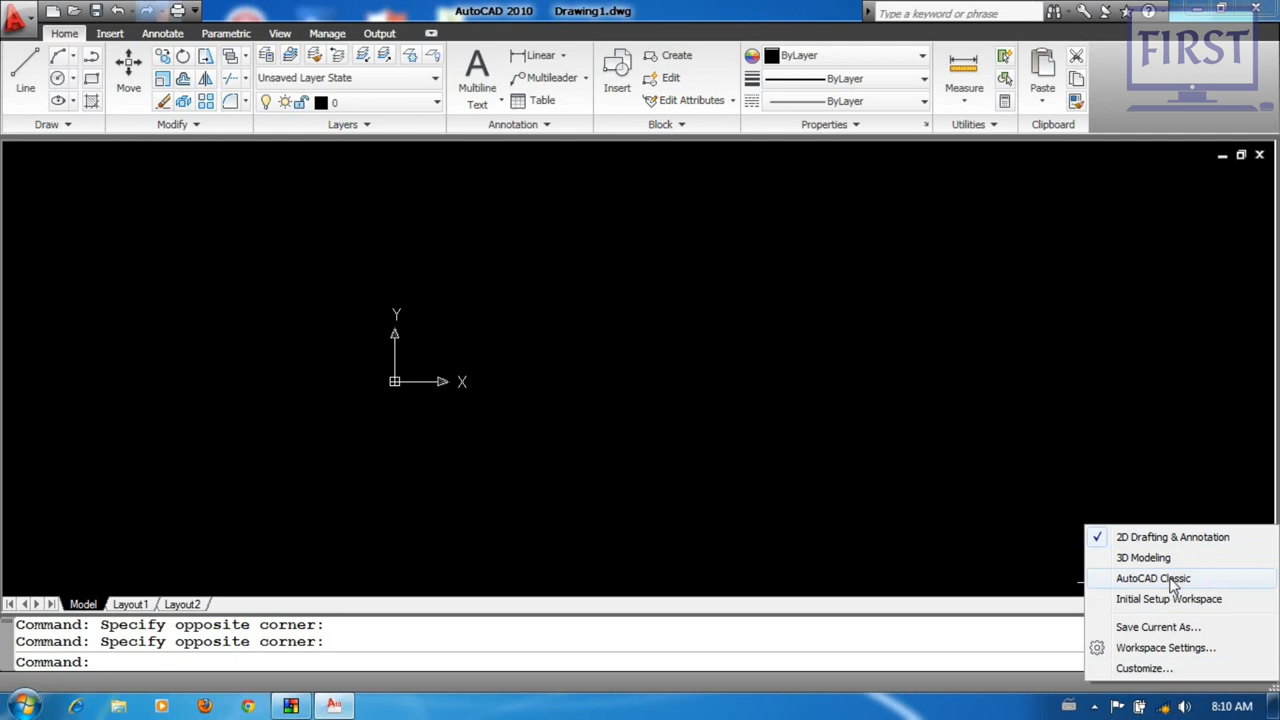 AutoCAD 2010 Drawing1.dwg
Type a keyword or phrase
FIRST
Home Insert Annotate Parametric View Manage Output
Line
Move
Unsaved Layer State
0
Multiline
Text
Linear
Multileader
Table
Insert
Create
Edit
Edit Attributes
ByLayer
ByLayer
ByLayer
Measure
Paste
Draw Modify Layers Annotation Block Properties Utilities Clipboard
Y
X
2D Drafting & Annotation
3D Modeling
AutoCAD Classic
Initial Setup Workspace
Save Current As...
Workspace Settings...
Customize...
Model Layout1 Layout2
Command: Specify opposite corner:
Command: Specify opposite corner:
Command:
8:10 AM